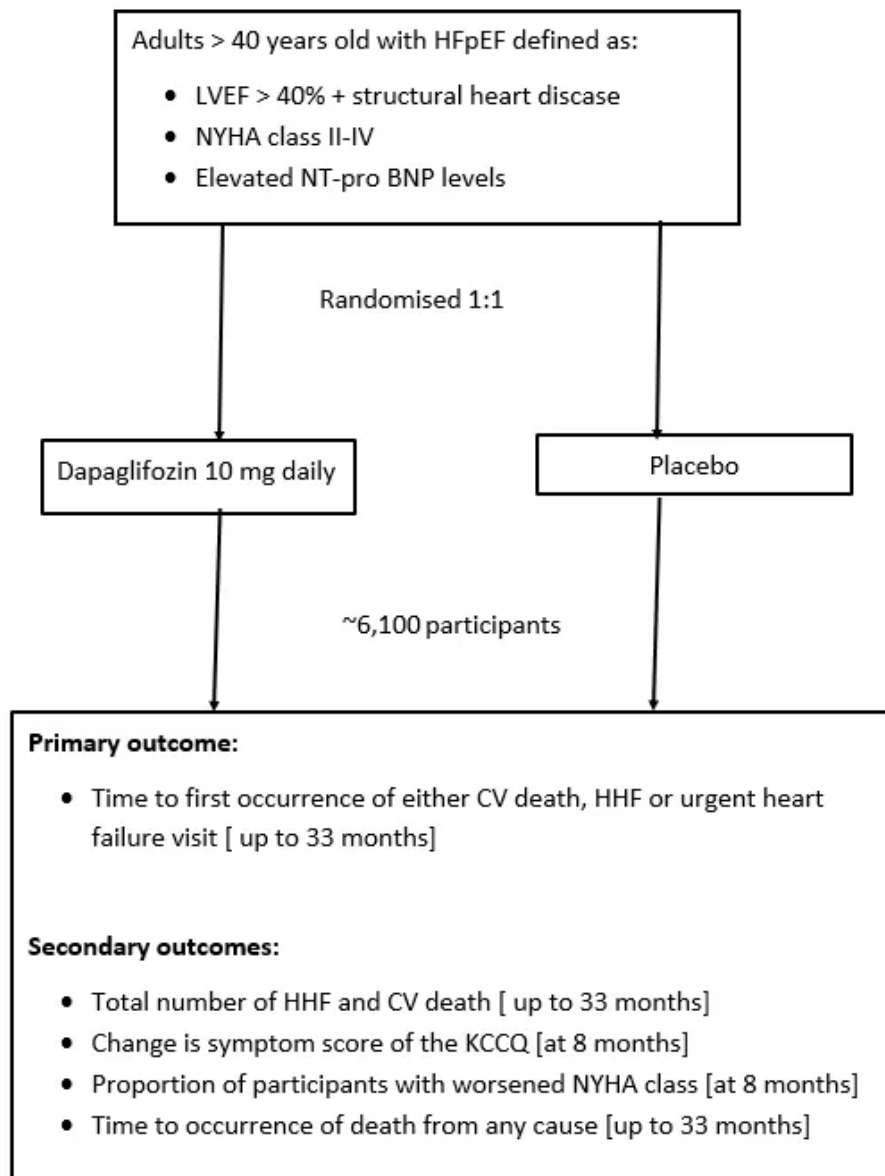 Adults > 40 years old with HFpEF defined as:
• LVEF > 40% + structural heart discase
• NYHA class II-IV
• Elevated NT-pro BNP levels
Randomised 1:1
Dapaglifozin 10 mg daily
Placebo
~6,100 participants
Primary outcome:
• Time to first occurrence of either CV death, HHF or urgent heart
failure visit [ up to 33 months]
Secondary outcomes:
• Total number of HHF and CV death [ up to 33 months]
• Change is symptom score of the KCCQ [at 8 months]
• Proportion of participants with worsened NYHA class [at 8 months]
• Time to occurrence of death from any cause [up to 33 months]